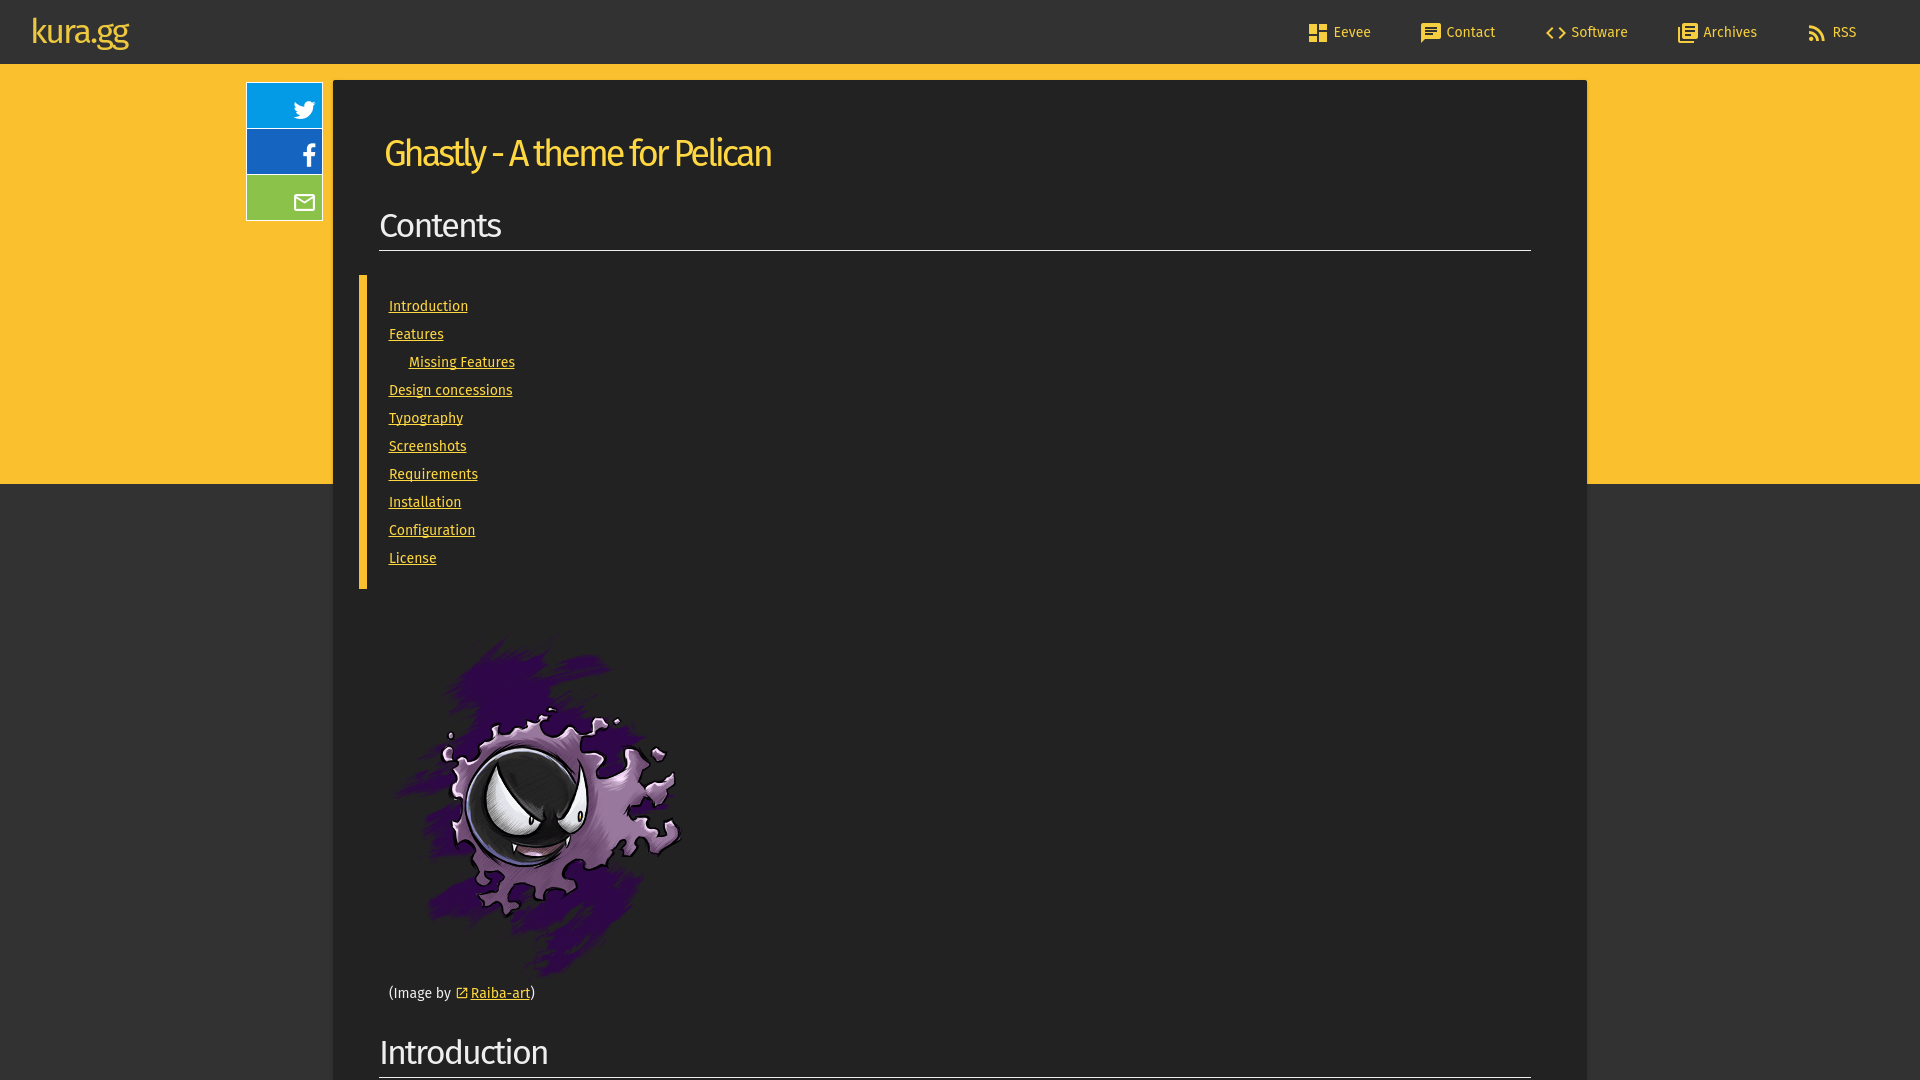 kura.gg
Eevee
Contact
Software
Archives
RSS
Ghastly - A theme for Pelican
Contents
Introduction
Features
Missing Features
Design concessions
Typography
Screenshots
Requirements
Installation
Configuration
License
(Image by Raiba-art)
Introduction